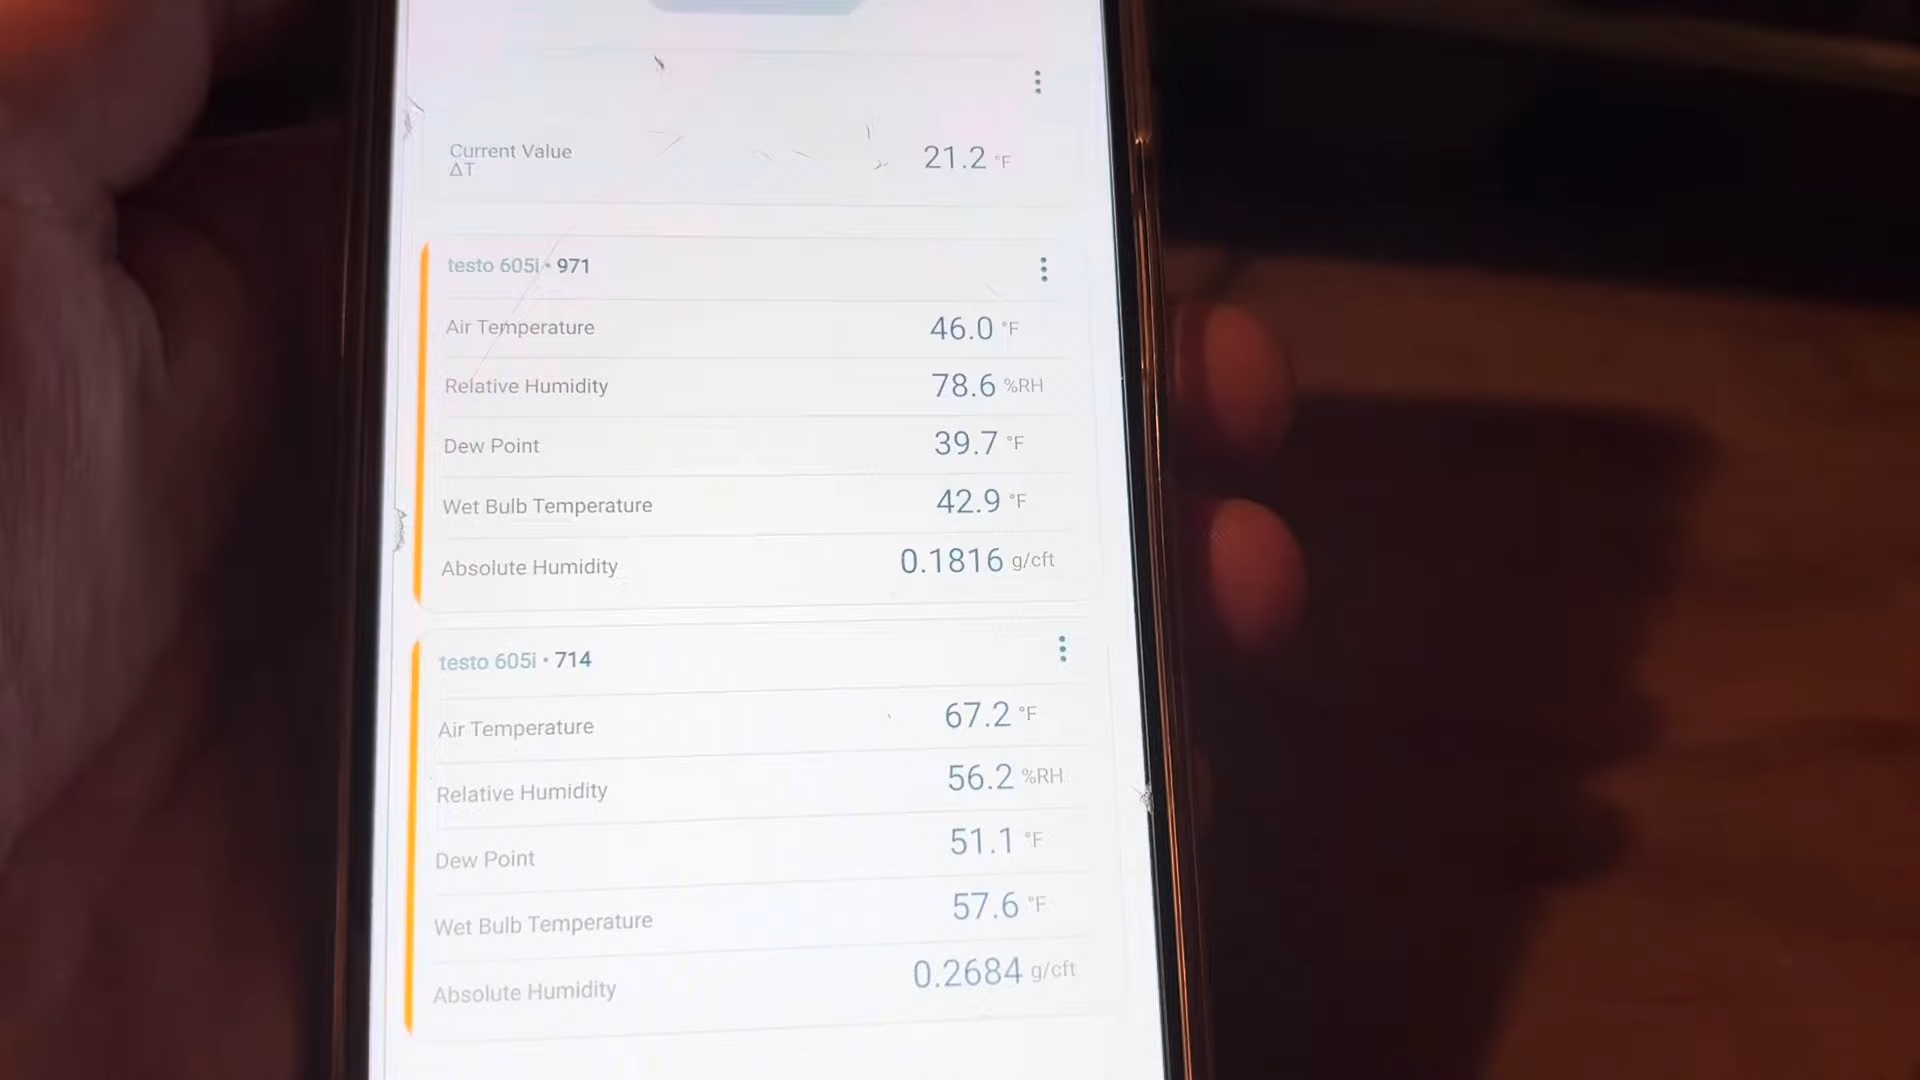 Current Value
ΔT
21.2 °F
testo 605i • 971
Air Temperature 46.0 °F
Relative Humidity 78.6 %RH
Dew Point 39.7 °F
Wet Bulb Temperature 42.9 °F
Absolute Humidity 0.1816 g/cft
testo 605i • 714
Air Temperature 67.2 °F
Relative Humidity 56.2 %RH
Dew Point 51.1 °F
Wet Bulb Temperature 57.6 °F
Absolute Humidity 0.2684 g/cft